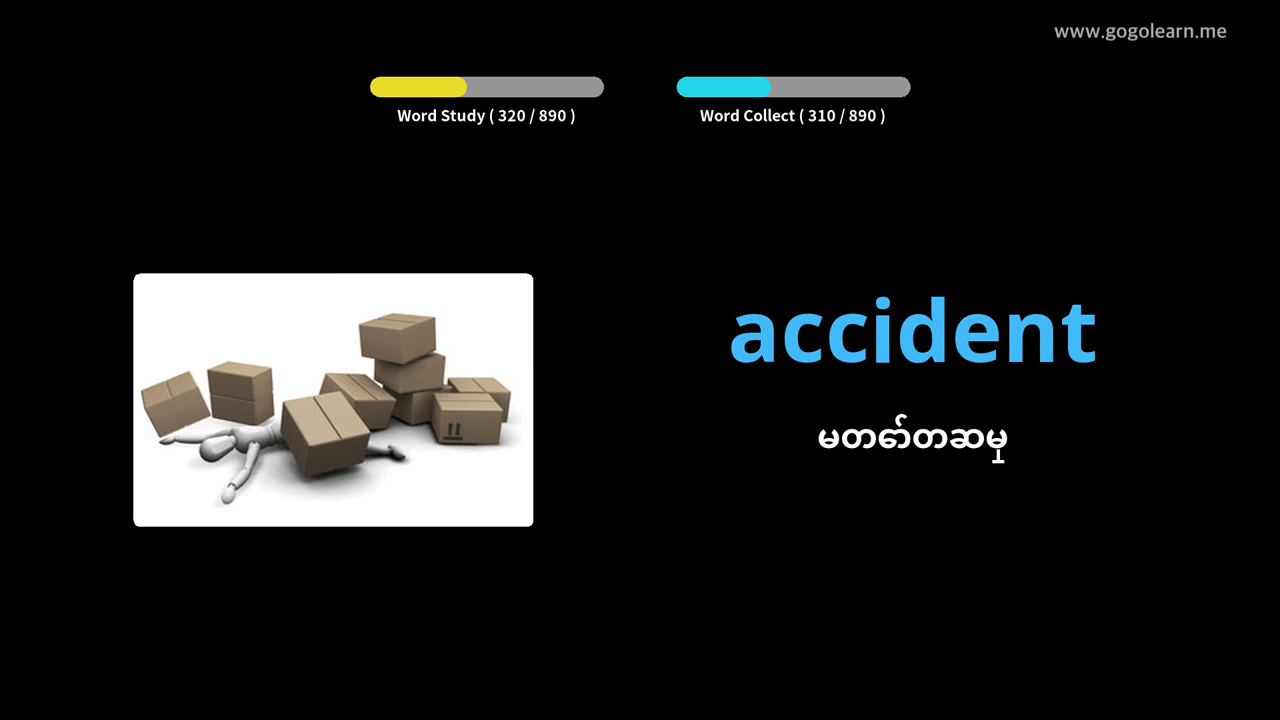 www.gogolearn.me
Word Study ( 320 / 890 )
Word Collect ( 310 / 890 )
accident
မတော်တဆမှု